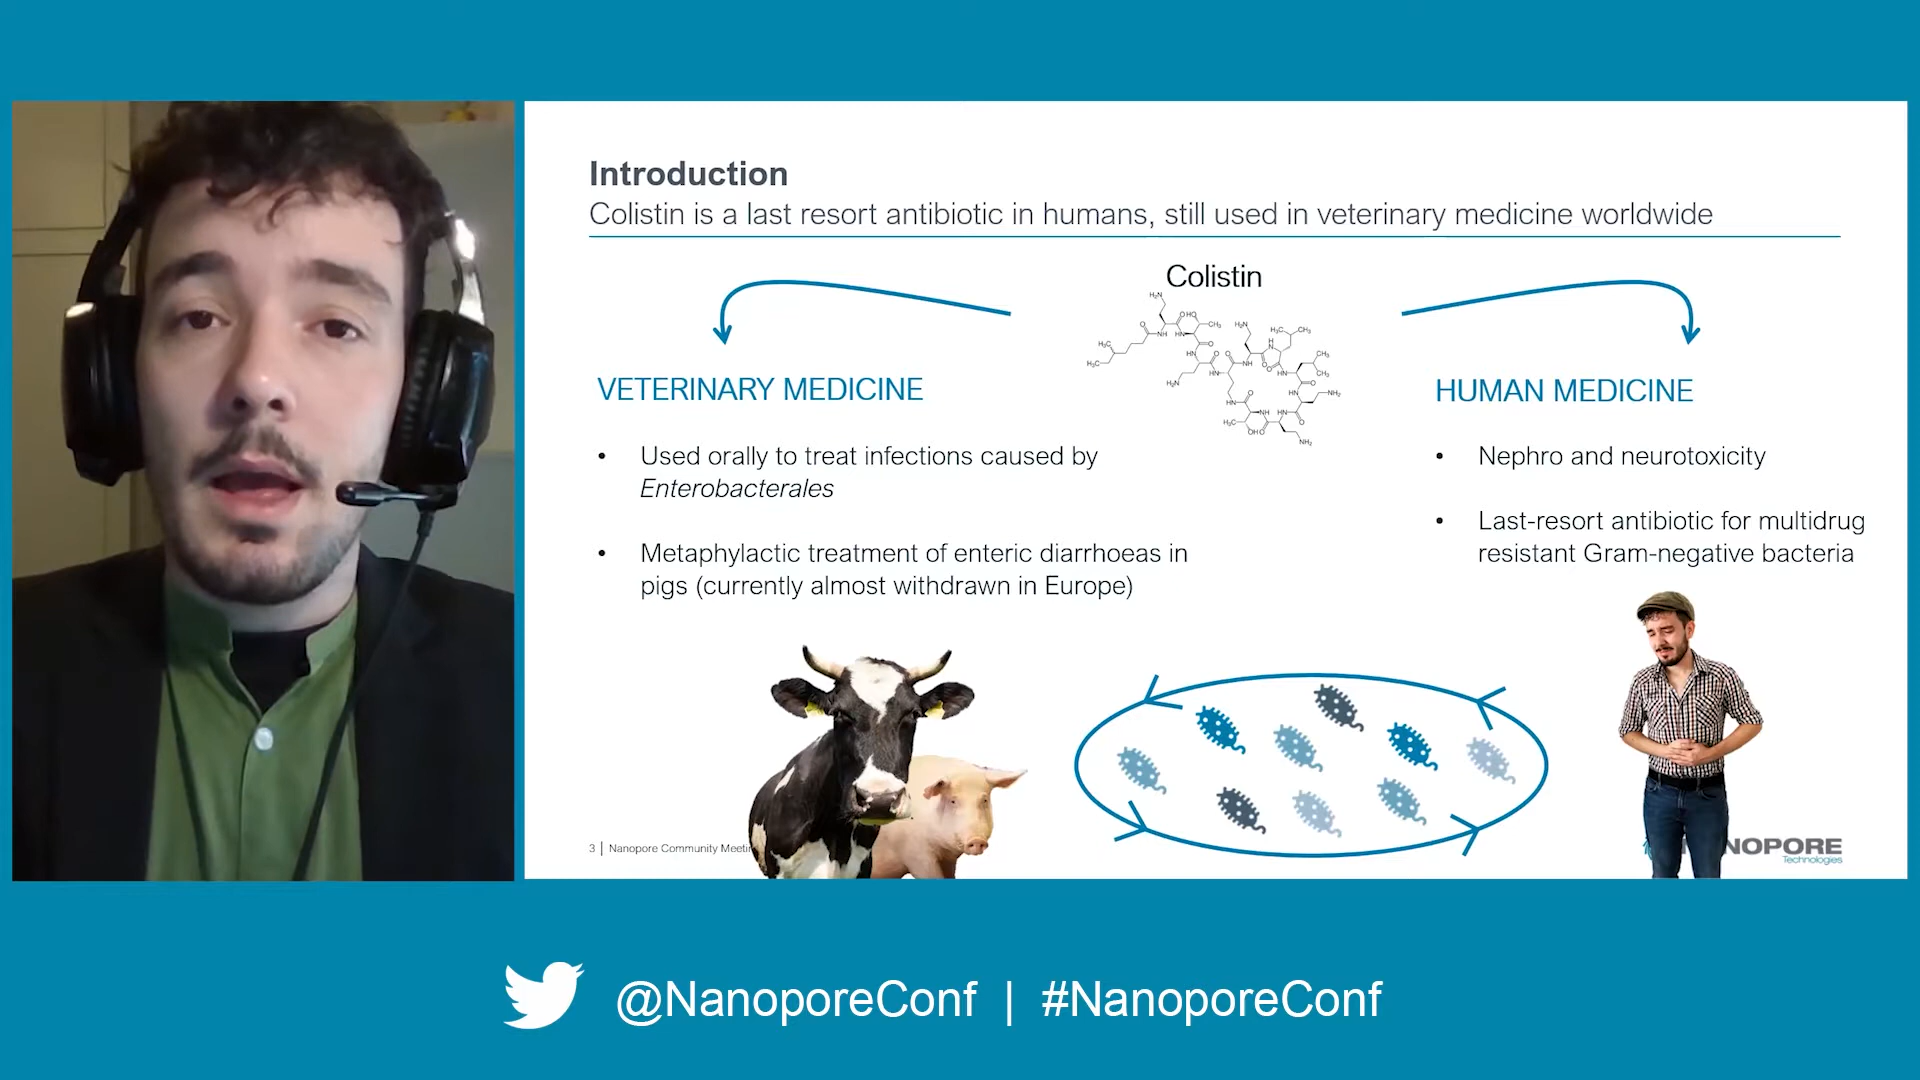 Introduction
Colistin is a last resort antibiotic in humans, still used in veterinary medicine worldwide
Colistin
VETERINARY MEDICINE
• Used orally to treat infections caused by
Enterobacterales
• Metaphylactic treatment of enteric diarrhoeas in
pigs (currently almost withdrawn in Europe)
HUMAN MEDICINE
• Nephro and neurotoxicity
• Last-resort antibiotic for multidrug
resistant Gram-negative bacteria
3 | Nanopore Community
NOPORE
Technologies
@NanoporeConf | #NanoporeConf